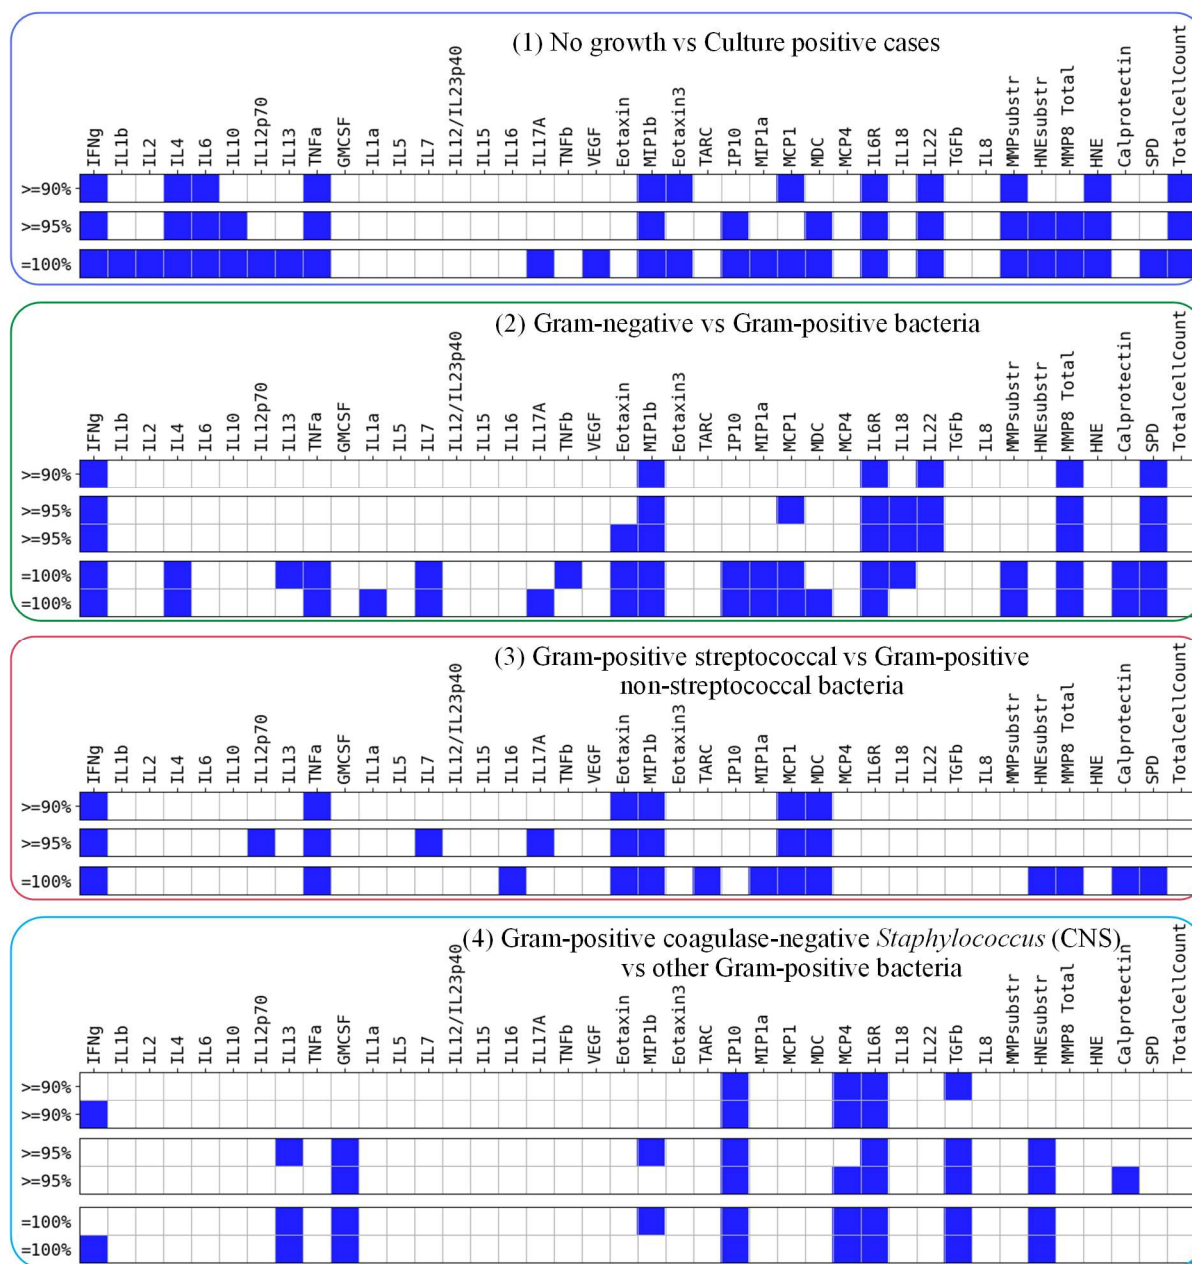 (1) No growth vs Culture positive cases
IFNg
IL1b
IL2
IL4
IL6
IL10
IL12p70
IL13
TNFa
GMCSF
IL1a
IL5
IL7
IL12/IL23p40
IL15
IL16
IL17A
TNFb
VEGF
Eotaxin
MIP1b
Eotaxin3
TARC
IP10
MIP1a
MCP1
MDC
MCP4
IL6R
IL18
IL22
TGFb
IL8
MMPsubstr
HNEsubstr
MMP8 Total
HNE
Calprotectin
SPD
TotalCellCount
>=90%
>=95%
=100%
(2) Gram-negative vs Gram-positive bacteria
IFNg
IL1b
IL2
IL4
IL6
IL10
IL12p70
IL13
TNFa
GMCSF
IL1a
IL5
IL7
IL12/IL23p40
IL15
IL16
IL17A
TNFb
VEGF
Eotaxin
MIP1b
Eotaxin3
TARC
IP10
MIP1a
MCP1
MDC
MCP4
IL6R
IL18
IL22
TGFb
IL8
MMPsubstr
HNEsubstr
MMP8 Total
HNE
Calprotectin
SPD
TotalCellCount
>=90%
>=95%
>=95%
=100%
=100%
(3) Gram-positive streptococcal vs Gram-positive
non-streptococcal bacteria
IFNg
IL1b
IL2
IL4
IL6
IL10
IL12p70
IL13
TNFa
GMCSF
IL1a
IL5
IL7
IL12/IL23p40
IL15
IL16
IL17A
TNFb
VEGF
Eotaxin
MIP1b
Eotaxin3
TARC
IP10
MIP1a
MCP1
MDC
MCP4
IL6R
IL18
IL22
TGFb
IL8
MMPsubstr
HNEsubstr
MMP8 Total
HNE
Calprotectin
SPD
TotalCellCount
>=90%
>=95%
=100%
(4) Gram-positive coagulase-negative Staphylococcus (CNS)
vs other Gram-positive bacteria
IFNg
IL1b
IL2
IL4
IL6
IL10
IL12p70
IL13
TNFa
GMCSF
IL1a
IL5
IL7
IL12/IL23p40
IL15
IL16
IL17A
TNFb
VEGF
Eotaxin
MIP1b
Eotaxin3
TARC
IP10
MIP1a
MCP1
MDC
MCP4
IL6R
IL18
IL22
TGFb
IL8
MMPsubstr
HNEsubstr
MMP8 Total
HNE
Calprotectin
SPD
TotalCellCount
>=90%
>=90%
>=95%
>=95%
=100%
=100%